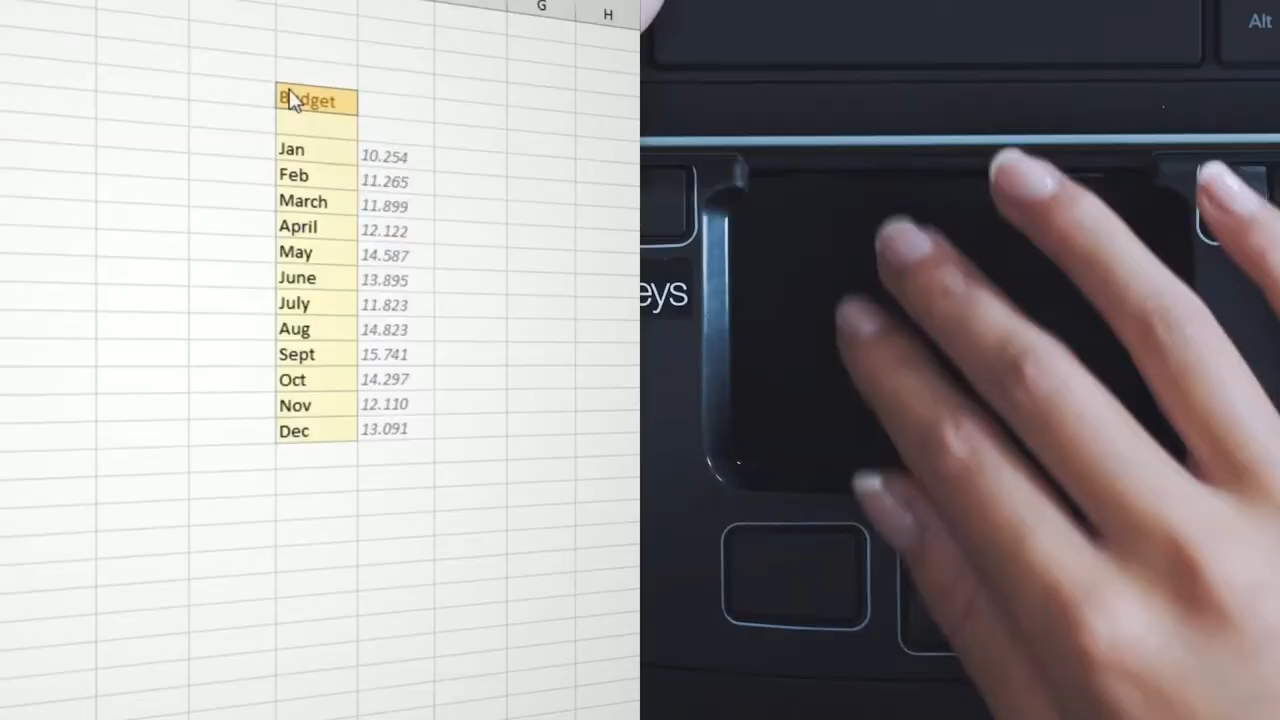 G
H
Budget
Jan 10.254
Feb 11.265
March 11.899
April 12.122
May 14.587
June 13.895
July 11.823
Aug 14.823
Sept 15.741
Oct 14.297
Nov 12.110
Dec 13.091
Alt
eys